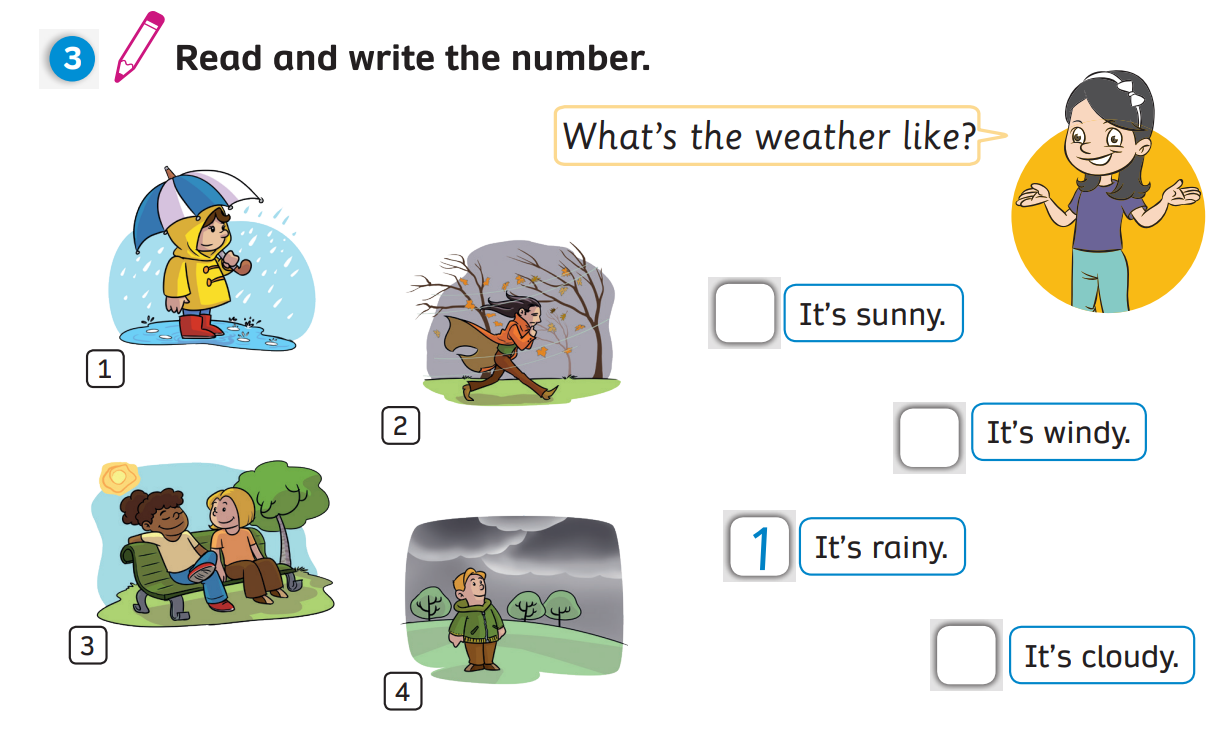 3 Read and write the number.
What's the weather like?
1
2
3
4
It's sunny.
It's windy.
1 It's rainy.
It's cloudy.